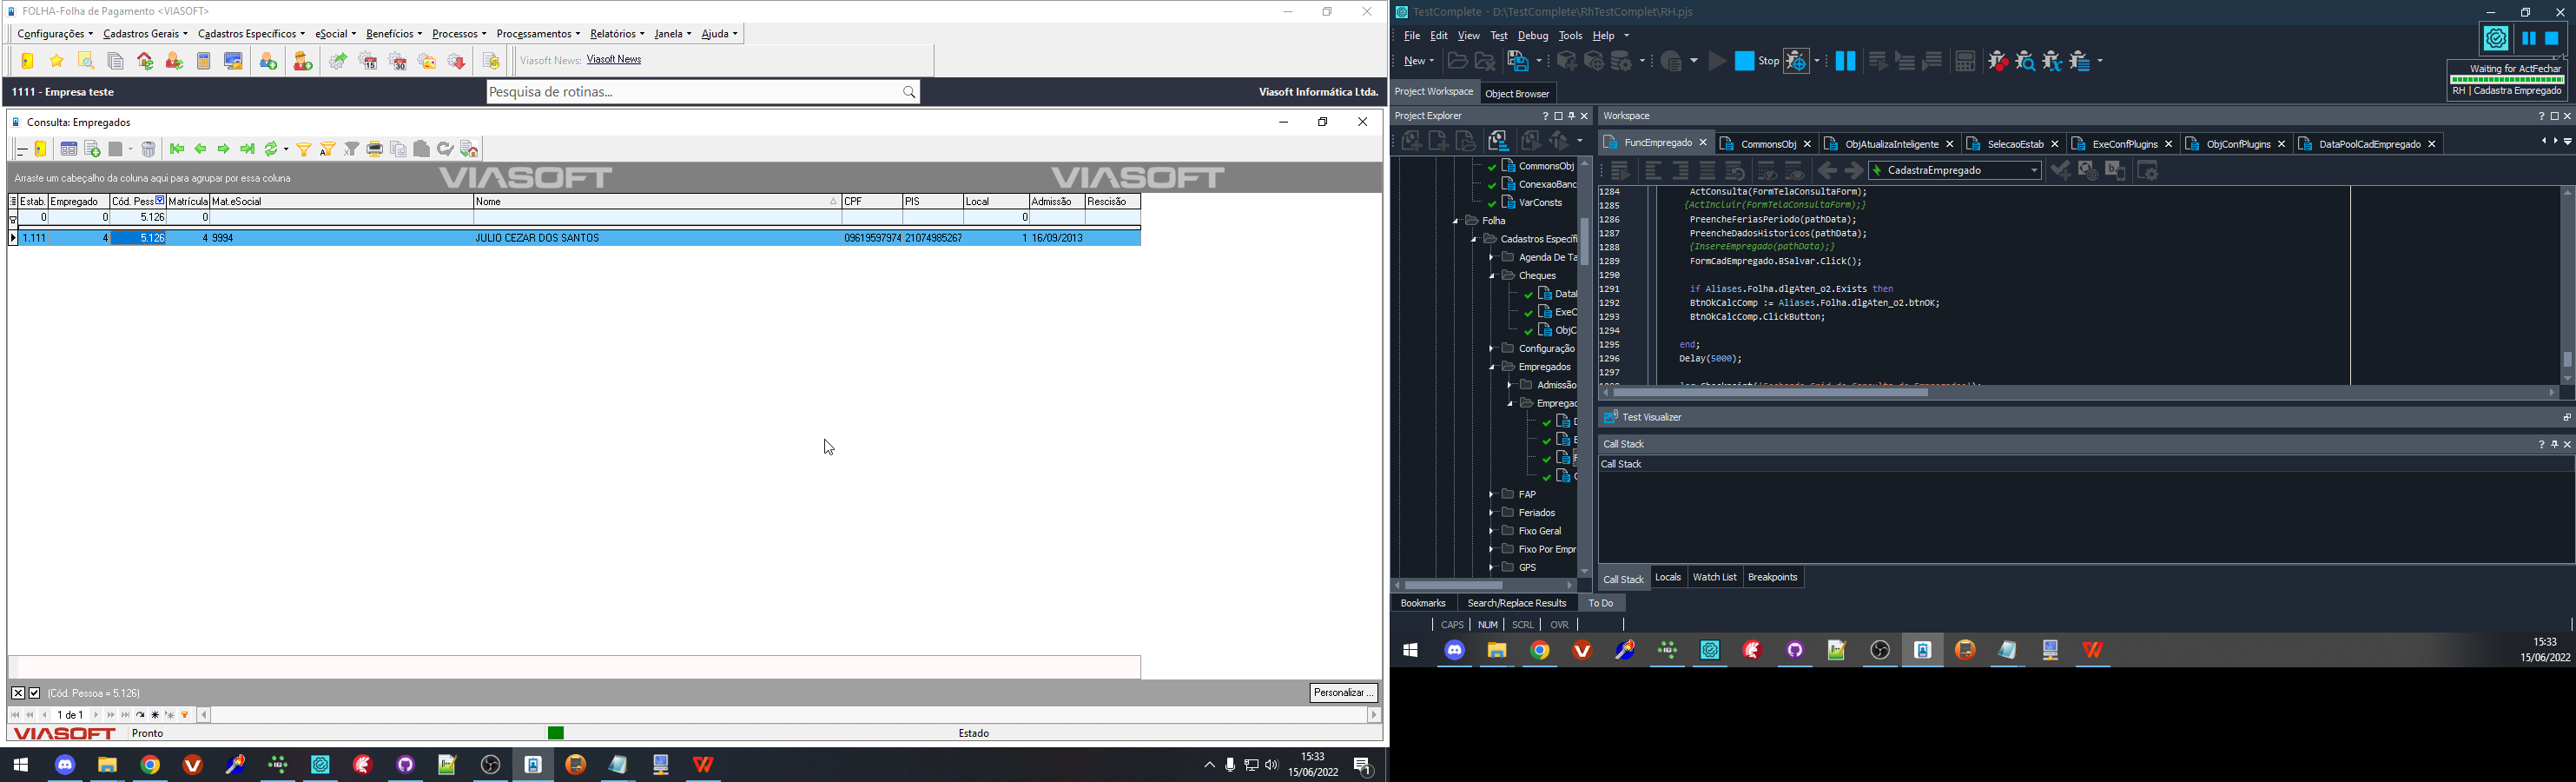 FOLHA-Folha de Pagamento <VIASOFT>
Configurações Cadastros Gerais Cadastros Específicos eSocial Benefícios Processos Processamentos Relatórios Janela Ajuda
Viasoft News: Viasoft News
1111 - Empresa teste
Pesquisa de rotinas...
Viasoft Informática Ltda.
Consulta: Empregados
Arraste um cabeçalho da coluna aqui para agrupar por essa coluna
VIASOFT
VIASOFT
Estab. Empregado Cód. Pess Matrícula Mat.eSocial Nome CPF PIS Local Admissão Rescisão
0 0 5.126 0 0
1.111 4 5.126 4 9994 JULIO CEZAR DOS SANTOS 09619597974 21074985267 1 16/09/2013
(Cód. Pessoa = 5.126)
Personalizar ...
1 de 1
VIASOFT Pronto Estado
15:33
15/06/2022
1
TestComplete - D:\TestComplete\RhTestComplet\RH.pjs
File Edit View Test Debug Tools Help
New Stop
Waiting for ActFechar
RH | Cadastra Empregado
Project Workspace Object Browser
Project Explorer
CommonsObj
ConexaoBanc
VarConsts
Folha
Cadastros Específi
Agenda De Ta
Cheques
Datal
ExeC
ObjC
Configuração
Empregados
Admissão
Empregac
FAP
Feriados
Fixo Geral
Fixo Por Empr
GPS
Workspace
FuncEmpregado CommonsObj ObjAtualizaInteligente SelecaoEstab ExeConfPlugins ObjConfPlugins DataPoolCadEmpregado
CadastraEmpregado
1284 ActConsulta(FormTelaConsultaForm);
1285 {ActIncluir(FormTelaConsultaForm);}
1286 PreencheFeriasPeriodo(pathData);
1287 PreencheDadosHistoricos(pathData);
1288 {InsereEmpregado(pathData);}
1289 FormCadEmpregado.BSalvar.Click();
1290
1291 if Aliases.Folha.dlgAten_o2.Exists then
1292 BtnOkCalcComp := Aliases.Folha.dlgAten_o2.btnOK;
1293 BtnOkCalcComp.ClickButton;
1294
1295 end;
1296 Delay(5000);
1297
Test Visualizer
Call Stack
Call Stack
Call Stack Locals Watch List Breakpoints
Bookmarks Search/Replace Results To Do
CAPS NUM SCRL OVR
15:33
15/06/2022